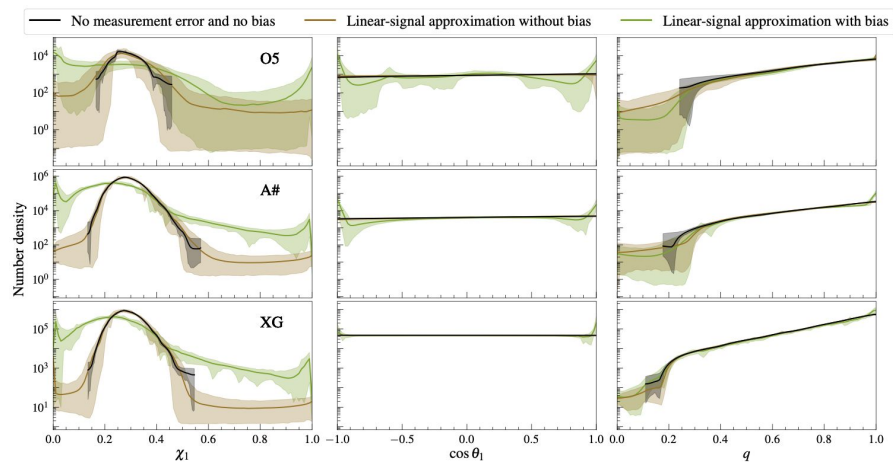 No measurement error and no bias Linear-signal approximation without bias Linear-signal approximation with bias
O5
10^4
10^2
10^0
A#
10^6
10^4
10^2
10^0
Number density
XG
10^5
10^3
10^1
0.0 0.2 0.4 0.6 0.8 1.0 −1.0 −0.5 0.0 0.5 1.0 0.0 0.2 0.4 0.6 0.8 1.0
χ₁ cos θ₁ q